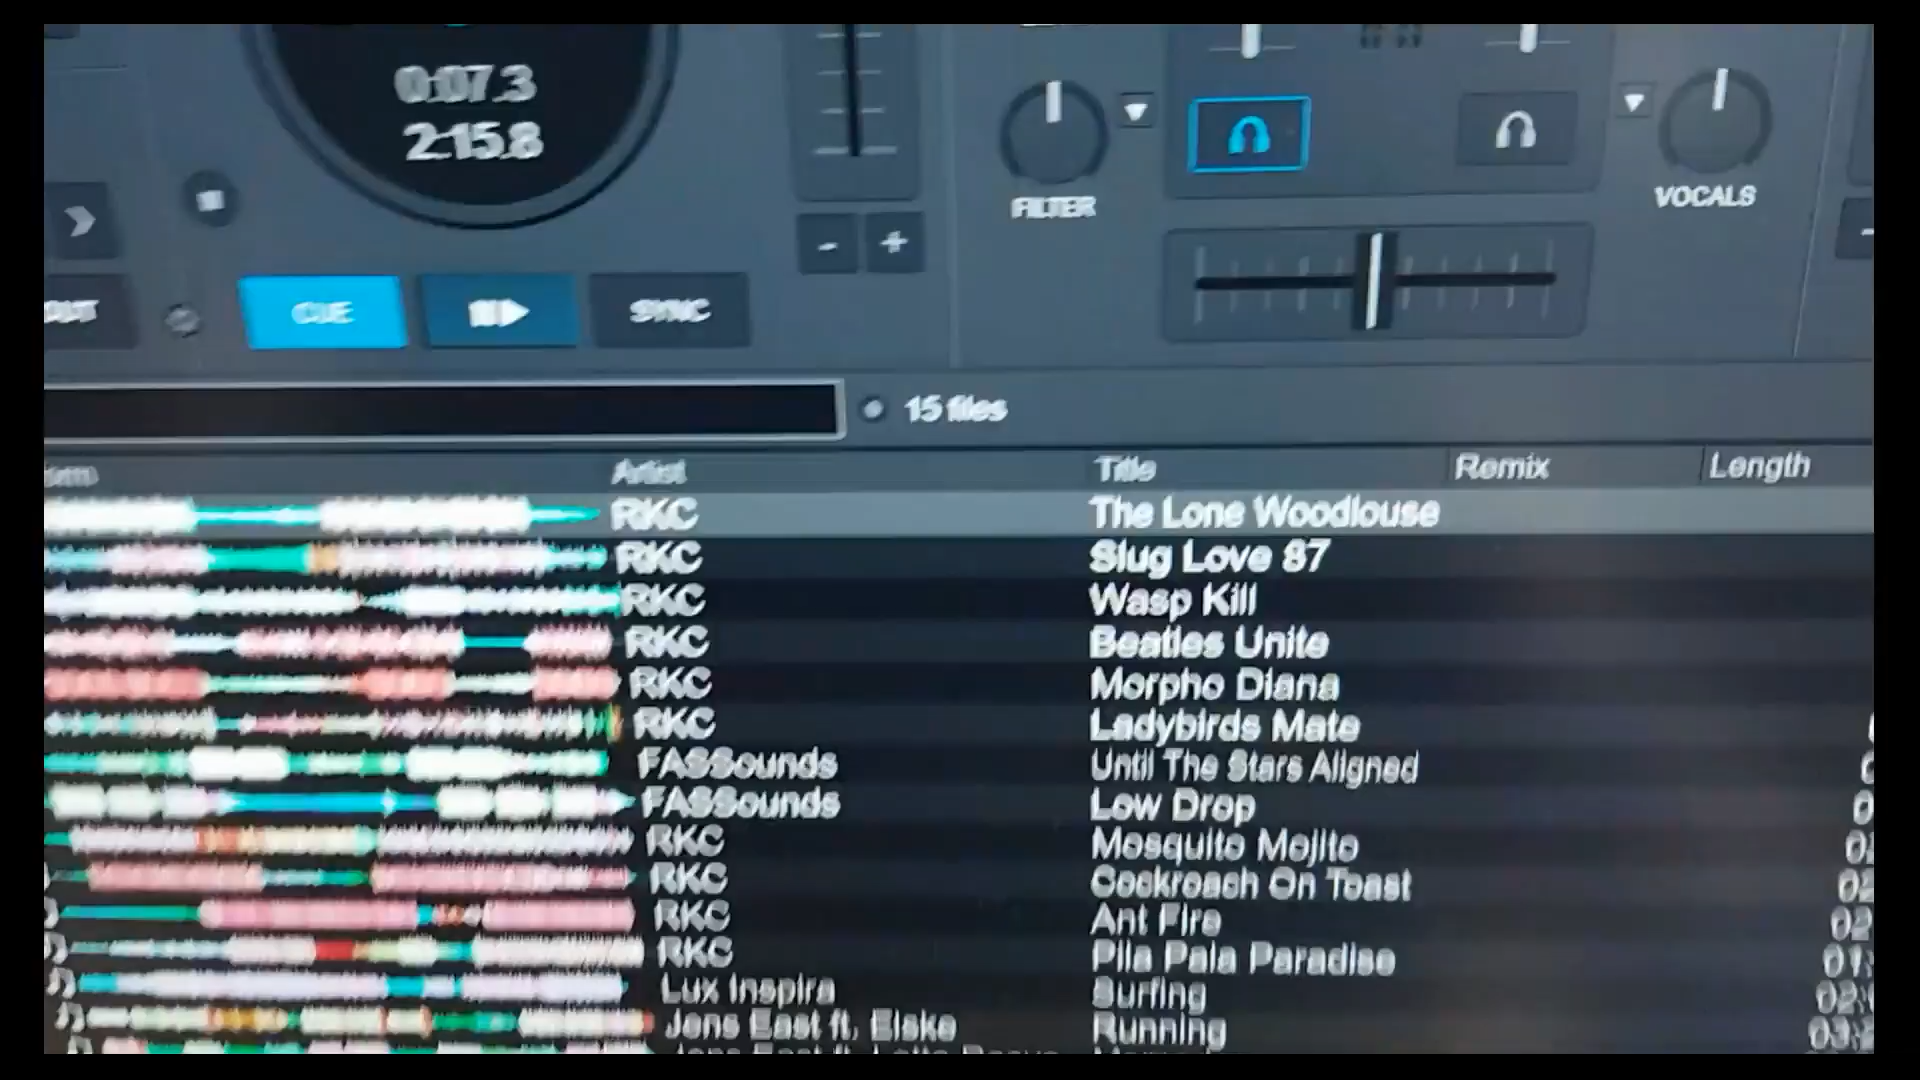 0:07.3
2:15.8
FILTER
VOCALS
CUE
SYNC
15 files
Artist Title Remix Length
RKC The Lone Woodlouse
RKC Slug Love 87
RKC Wasp Kill
RKC Beatles Unite
RKC Morpho Diana
RKC Ladybirds Mate
FASSounds Until The Stars Aligned
FASSounds Low Drop
RKC Mosquito Mojito
RKC Cockroach On Toast
RKC Ant Fire
RKC Pila Pala Paradise
Lux Inspira Surfing
Jens East ft. Elske Running